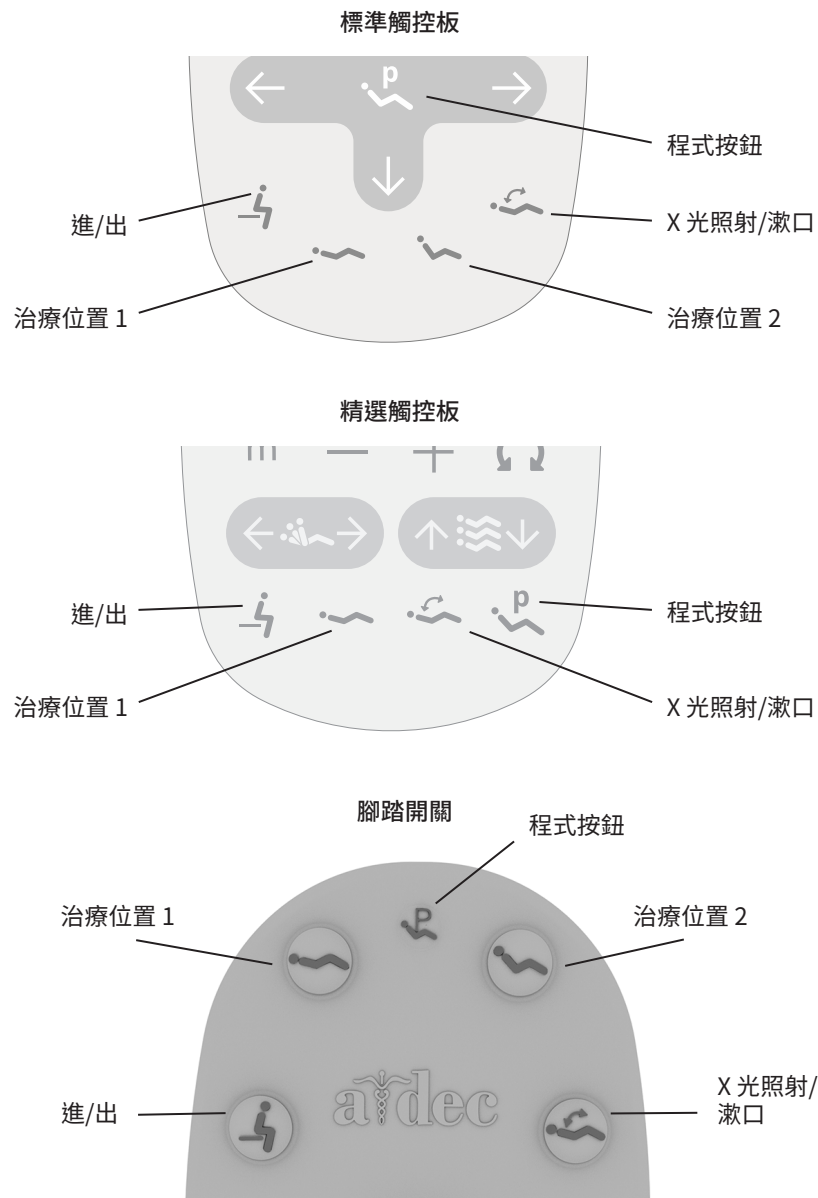 標準觸控板
p
程式按鈕
進/出
X 光照射/漱口
治療位置 1
治療位置 2
精選觸控板
進/出
p
程式按鈕
治療位置 1
X 光照射/漱口
腳踏開關
程式按鈕
治療位置 1
P
治療位置 2
a dec
進/出
X 光照射/
漱口